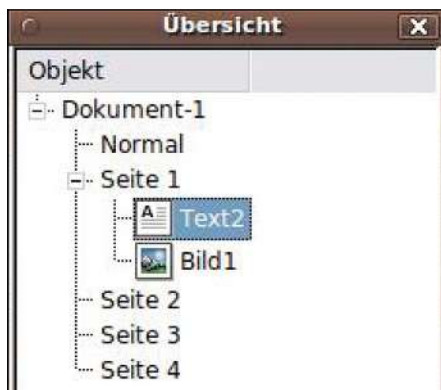 Übersicht
Objekt
Dokument-1
Normal
Seite 1
Text2
Bild1
Seite 2
Seite 3
Seite 4